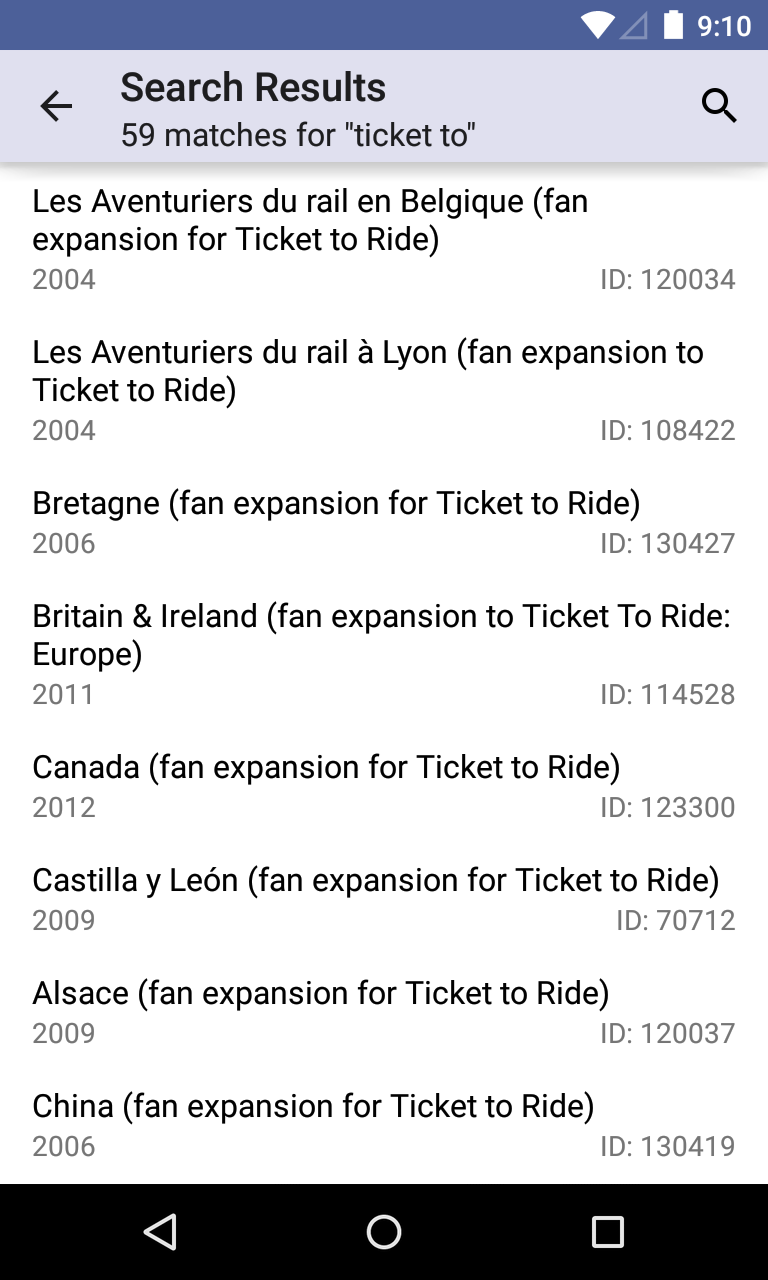 9:10
Search Results
59 matches for "ticket to"
Les Aventuriers du rail en Belgique (fan
expansion for Ticket to Ride)
2004 ID: 120034
Les Aventuriers du rail à Lyon (fan expansion to
Ticket to Ride)
2004 ID: 108422
Bretagne (fan expansion for Ticket to Ride)
2006 ID: 130427
Britain & Ireland (fan expansion to Ticket To Ride:
Europe)
2011 ID: 114528
Canada (fan expansion for Ticket to Ride)
2012 ID: 123300
Castilla y León (fan expansion for Ticket to Ride)
2009 ID: 70712
Alsace (fan expansion for Ticket to Ride)
2009 ID: 120037
China (fan expansion for Ticket to Ride)
2006 ID: 130419